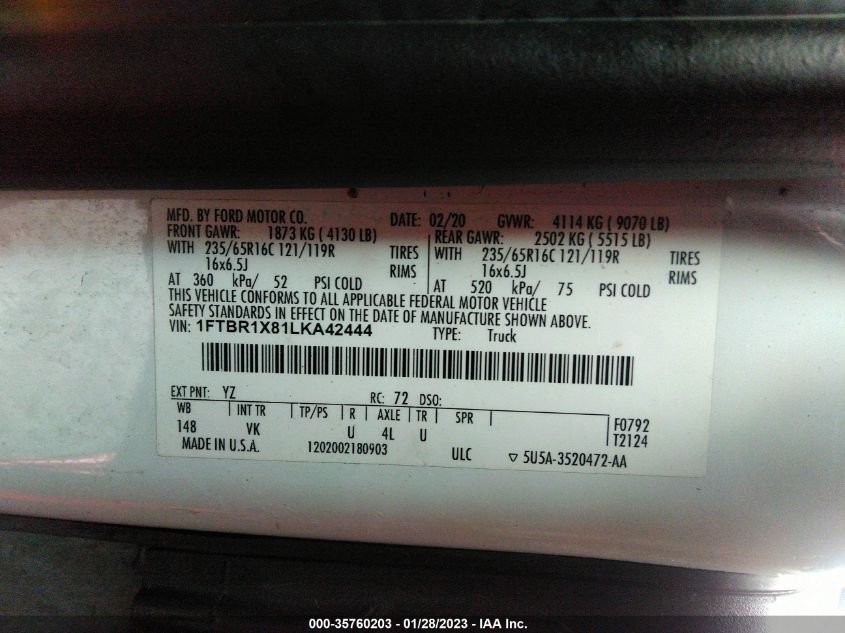 MFD. BY FORD MOTOR CO. DATE: 02/20 GVWR: 4114 KG ( 9070 LB)
FRONT GAWR: 1873 KG ( 4130 LB) REAR GAWR: 2502 KG ( 5515 LB)
WITH 235/65R16C 121/119R TIRES WITH 235/65R16C 121/119R TIRES
16x6.5J RIMS 16x6.5J RIMS
AT 360 kPa/ 52 PSI COLD AT 520 kPa/ 75 PSI COLD
THIS VEHICLE CONFORMS TO ALL APPLICABLE FEDERAL MOTOR VEHICLE
SAFETY STANDARDS IN EFFECT ON THE DATE OF MANUFACTURE SHOWN ABOVE.
VIN: 1FTBR1X81LKA42444 TYPE: Truck
EXT PNT: YZ RC: 72 DSO:
WB INT TR TP/PS R AXLE TR SPR F0792
148 VK U 4L U T2124
MADE IN U.S.A. 1202002180903 ULC ▽ 5U5A-3520472-AA
000-35760203 - 01/28/2023 - IAA Inc.